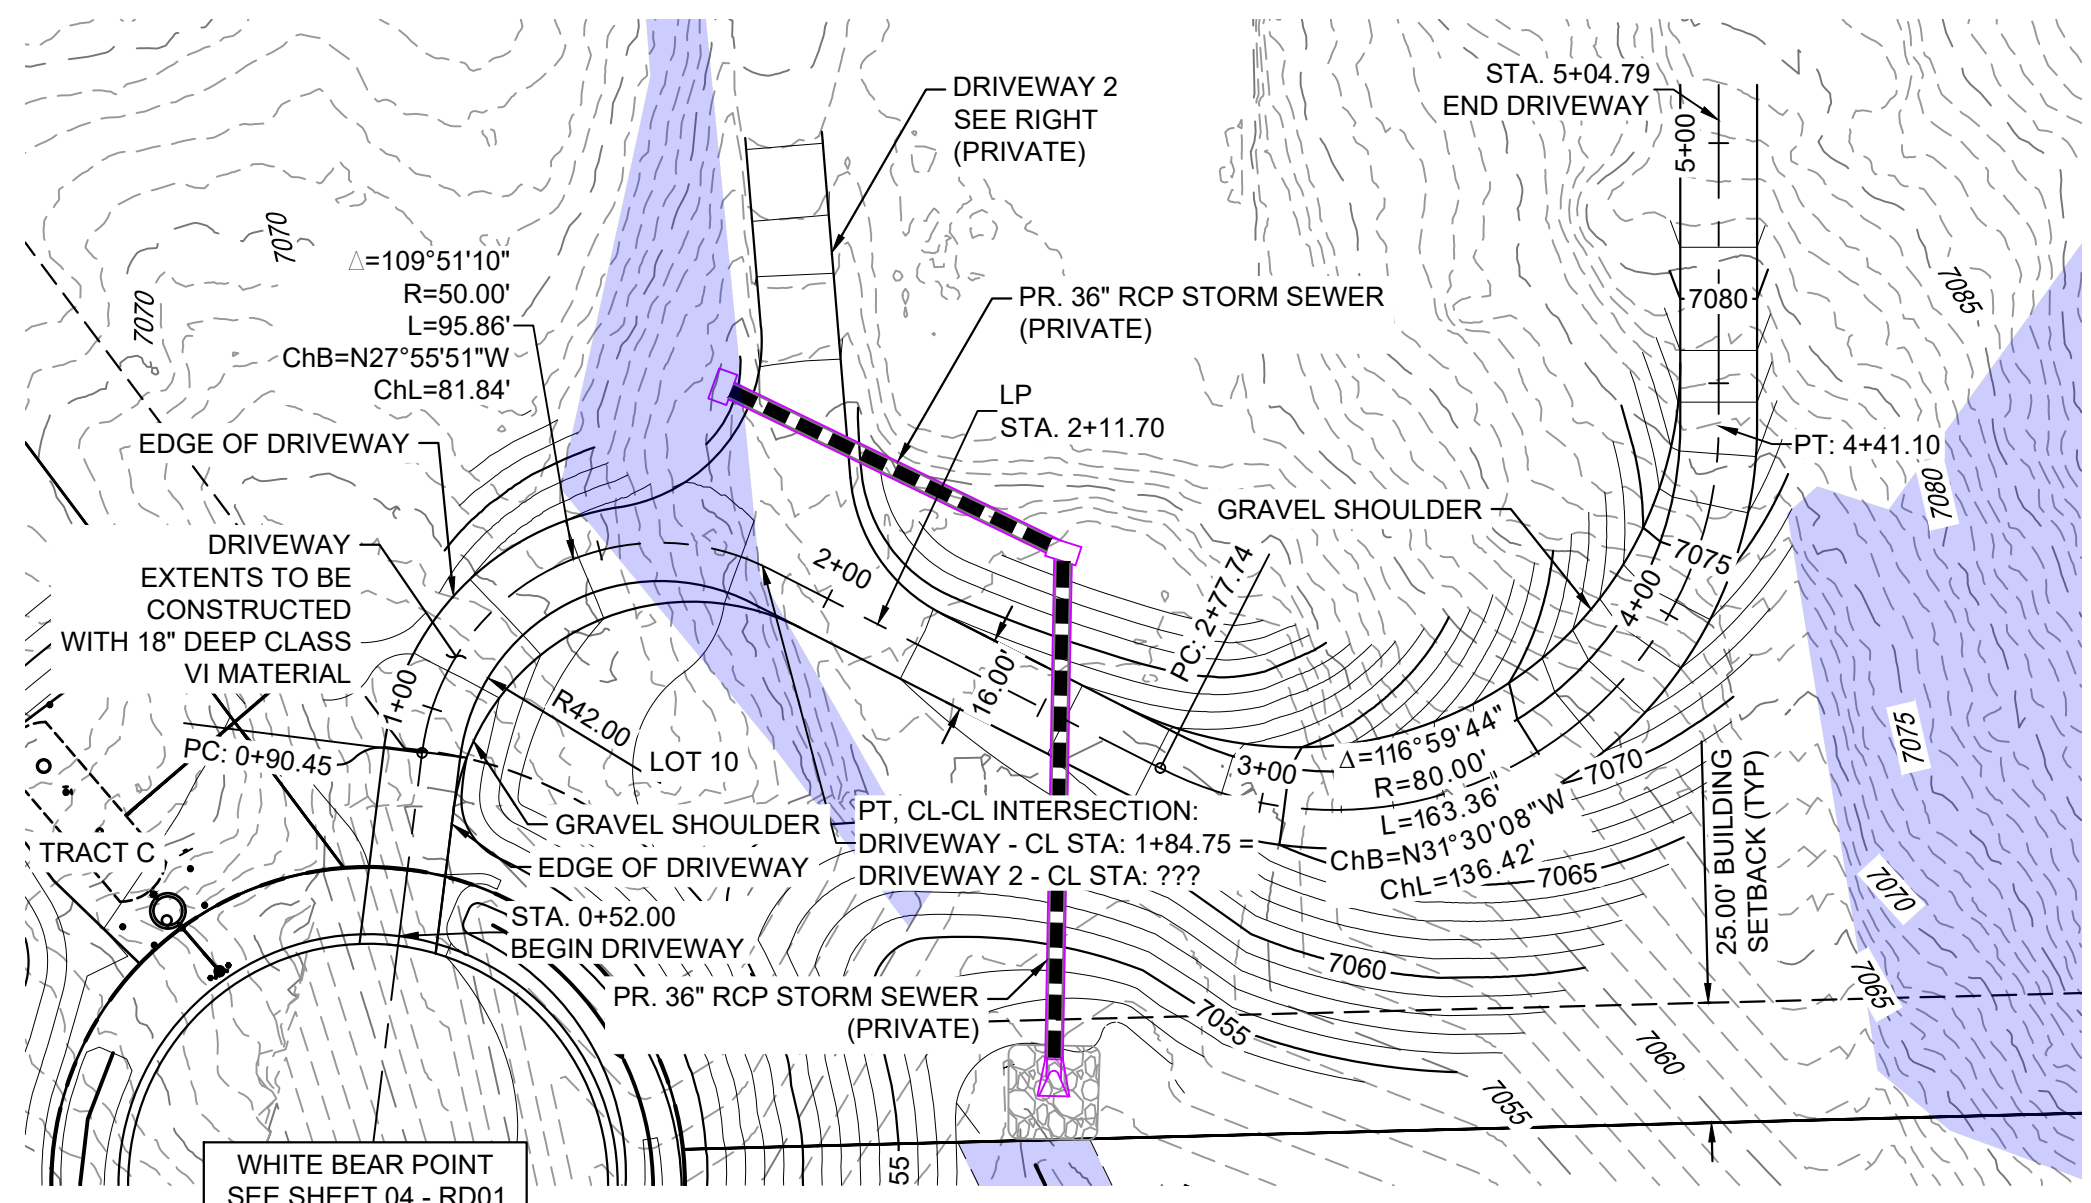 DRIVEWAY 2
SEE RIGHT
(PRIVATE)
STA. 5+04.79
END DRIVEWAY
5+00
7070
7070
Δ=109°51'10"
R=50.00'
L=95.86'
ChB=N27°55'51"W
ChL=81.84'
PR. 36" RCP STORM SEWER
(PRIVATE)
7080
7085
LP
STA. 2+11.70
EDGE OF DRIVEWAY
PT: 4+41.10
7080
GRAVEL SHOULDER
DRIVEWAY
EXTENTS TO BE
CONSTRUCTED
WITH 18" DEEP CLASS
VI MATERIAL
2+00
7075
4+00
PC: 2+77.74
16.00'
1+00
R42.00
LOT 10
PC: 0+90.45
3+00
Δ=116°59'44"
R=80.00'
L=163.36'
ChB=N31°30'08"W
ChL=136.42'
7070
7075
25.00' BUILDING
SETBACK (TYP)
PT, CL-CL INTERSECTION:
DRIVEWAY - CL STA: 1+84.75 =
DRIVEWAY 2 - CL STA: ???
GRAVEL SHOULDER
EDGE OF DRIVEWAY
TRACT C
7065
7070
STA. 0+52.00
BEGIN DRIVEWAY
7060
7065
PR. 36" RCP STORM SEWER
(PRIVATE)
7055
7060
7055
55
WHITE BEAR POINT
SEE SHEET 04 - RD01